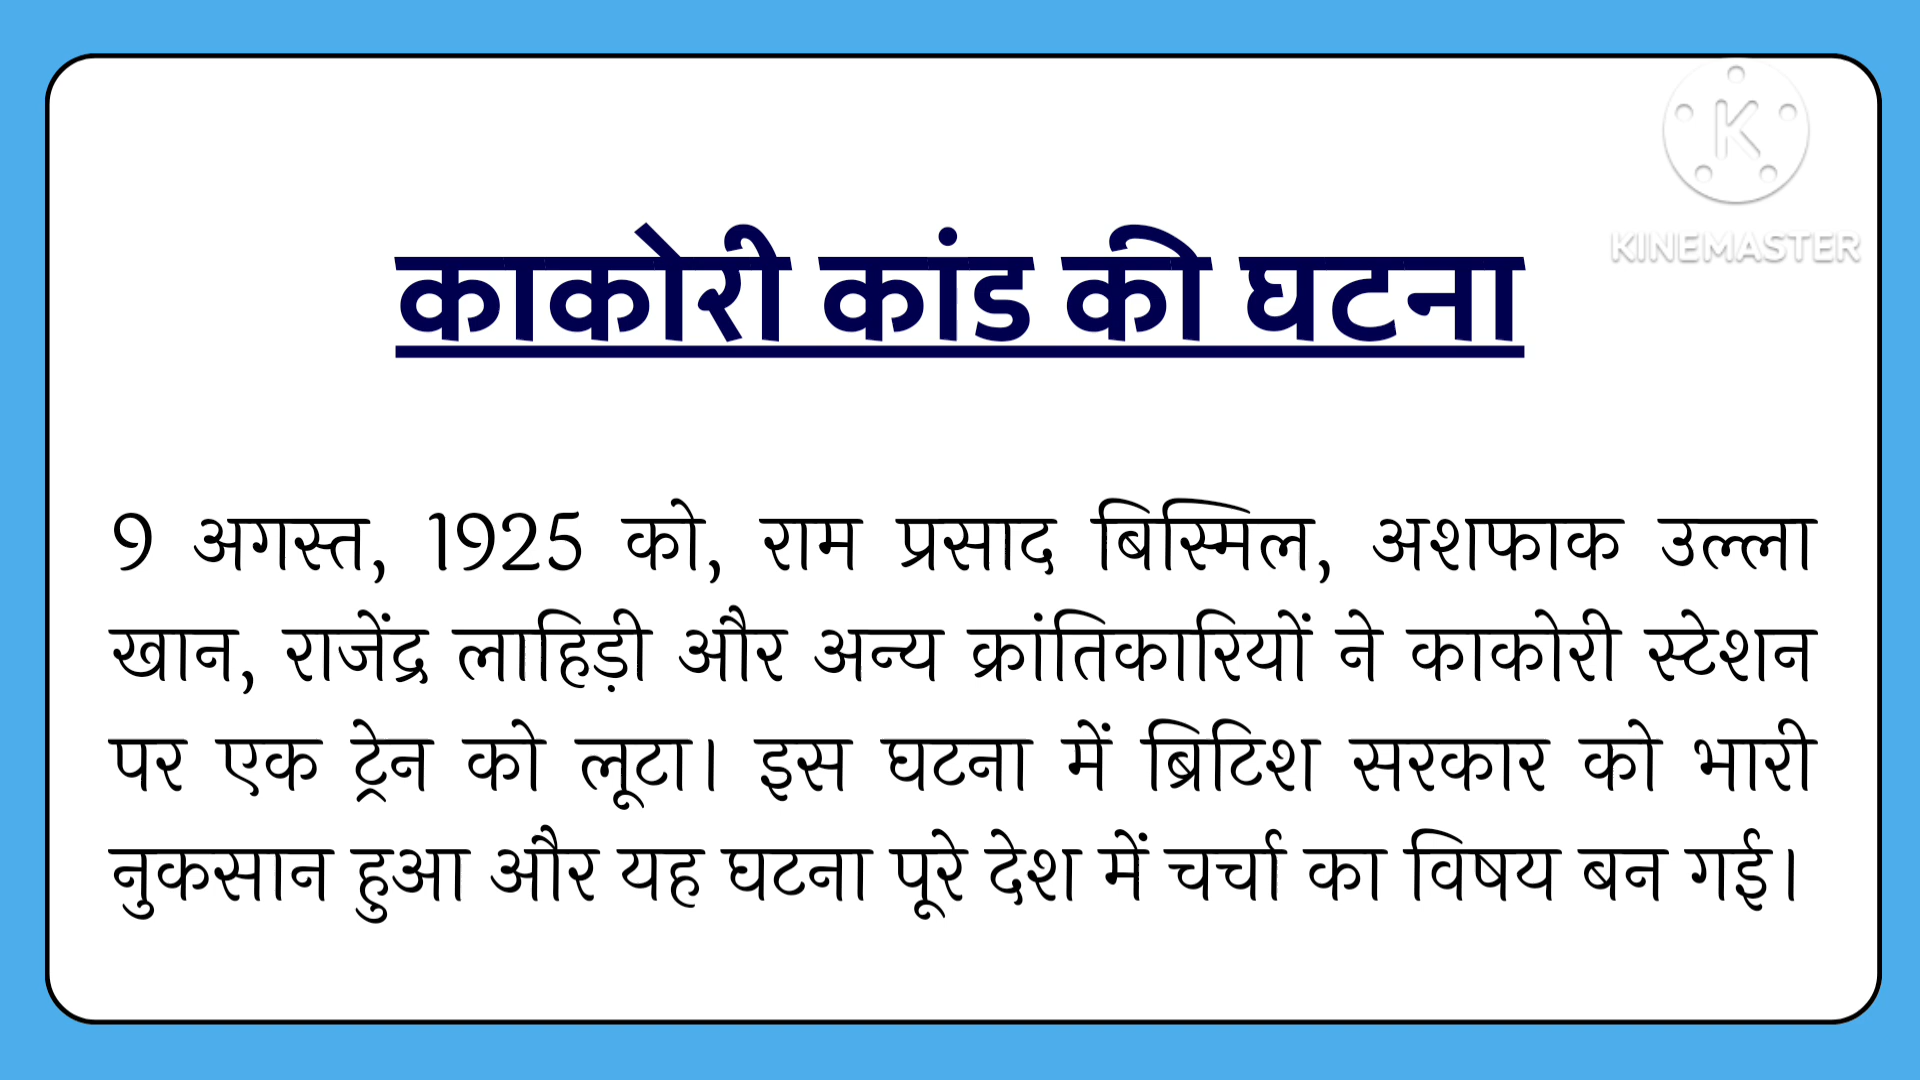 KINEMASTER
काकोरी कांड की घटना
9 अगस्त, 1925 को, राम प्रसाद बिस्मिल, अशफाक उल्ला
खान, राजेंद्र लाहिड़ी और अन्य क्रांतिकारियों ने काकोरी स्टेशन
पर एक ट्रेन को लूटा। इस घटना में ब्रिटिश सरकार को भारी
नुकसान हुआ और यह घटना पूरे देश में चर्चा का विषय बन गई।